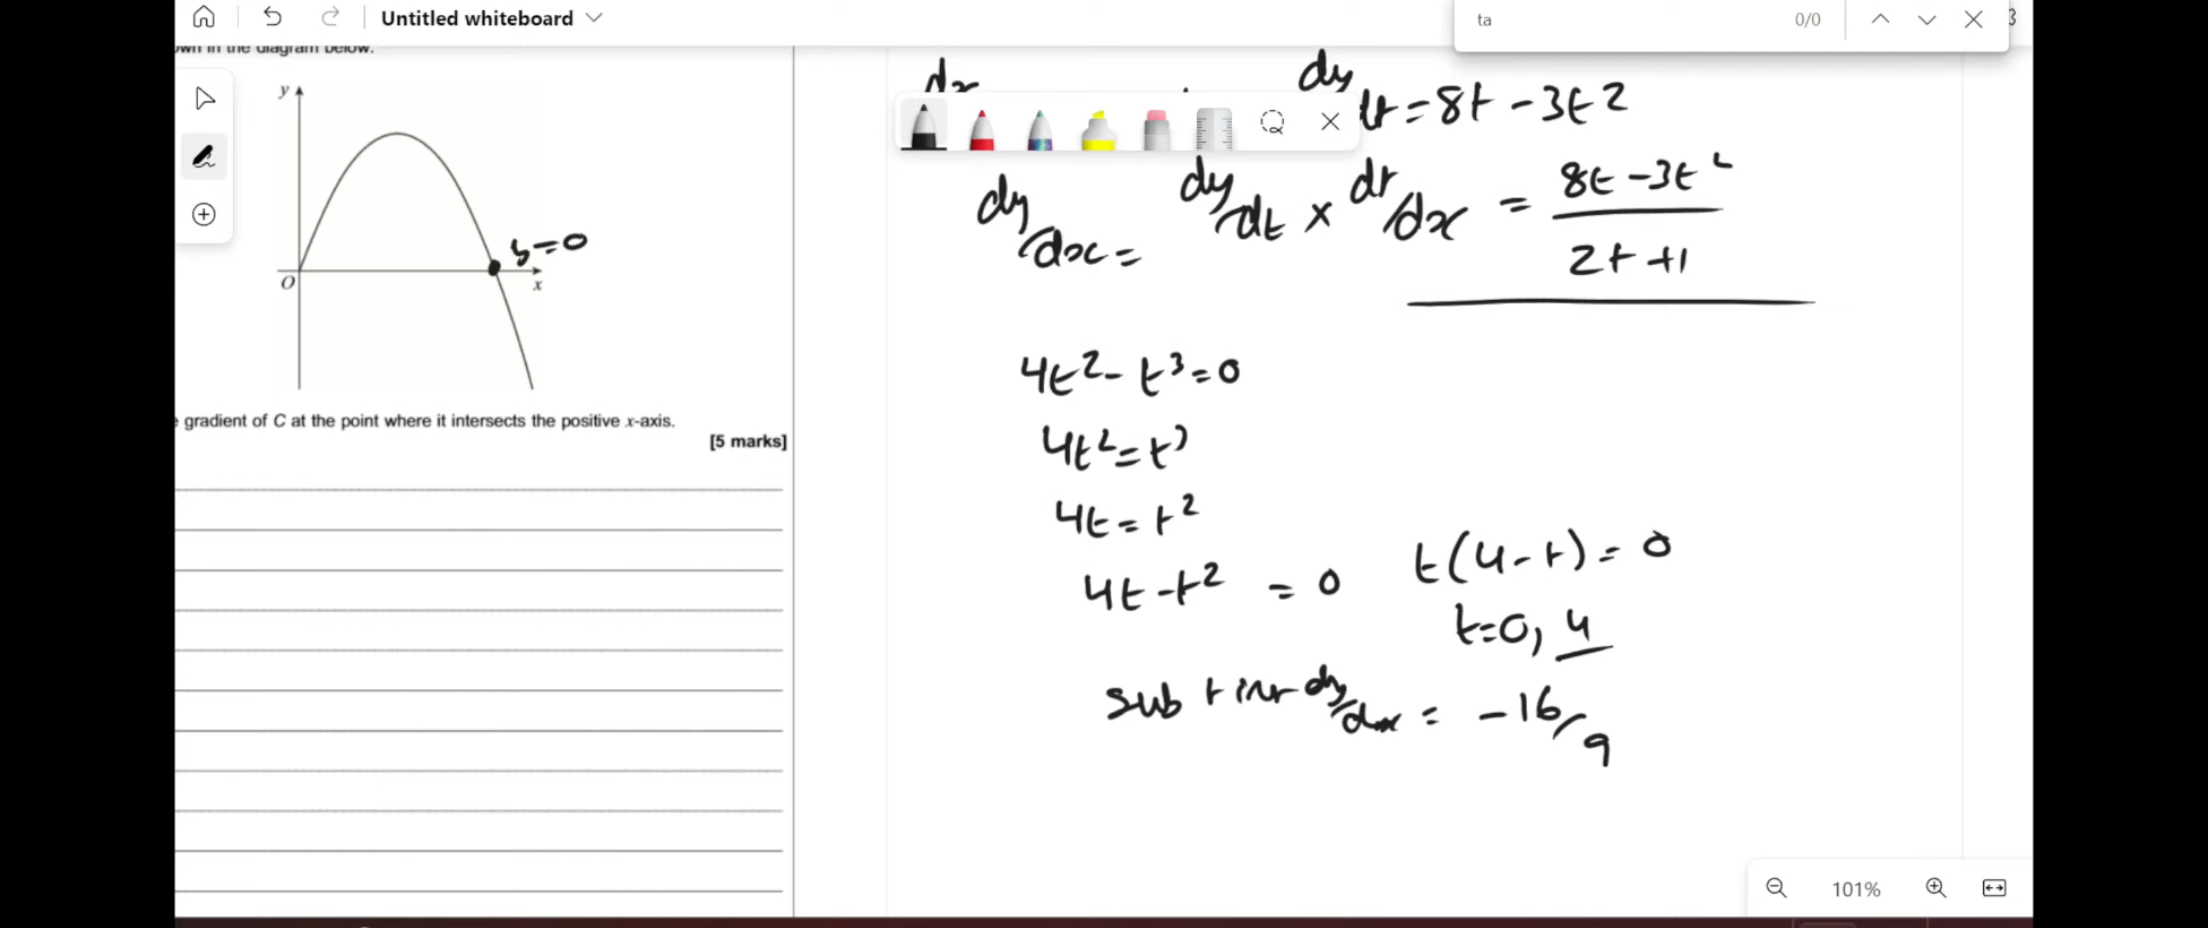 Untitled whiteboard
ta
0/0
own in the diagram below.
y
y=0
O
x
gradient of C at the point where it intersects the positive x-axis.
[5 marks]
dx
dy/dt=8t-3t2
dy/dx= dy/dt x dt/dx = 8t-3t²
2t+1
4t2-t3=0
4t2=t3
4t=t2
4t-t2 = 0
t(4-t)=0
t=0, 4
sub t into dy/dx = -16/9
101%